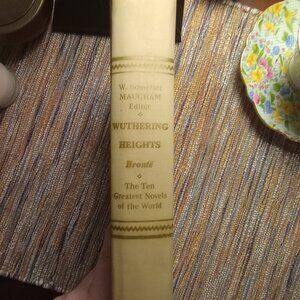 W. Somerset
MAUGHAM
Editor
WUTHERING
HEIGHTS
Brontë
The Ten
Greatest Novels
of the World